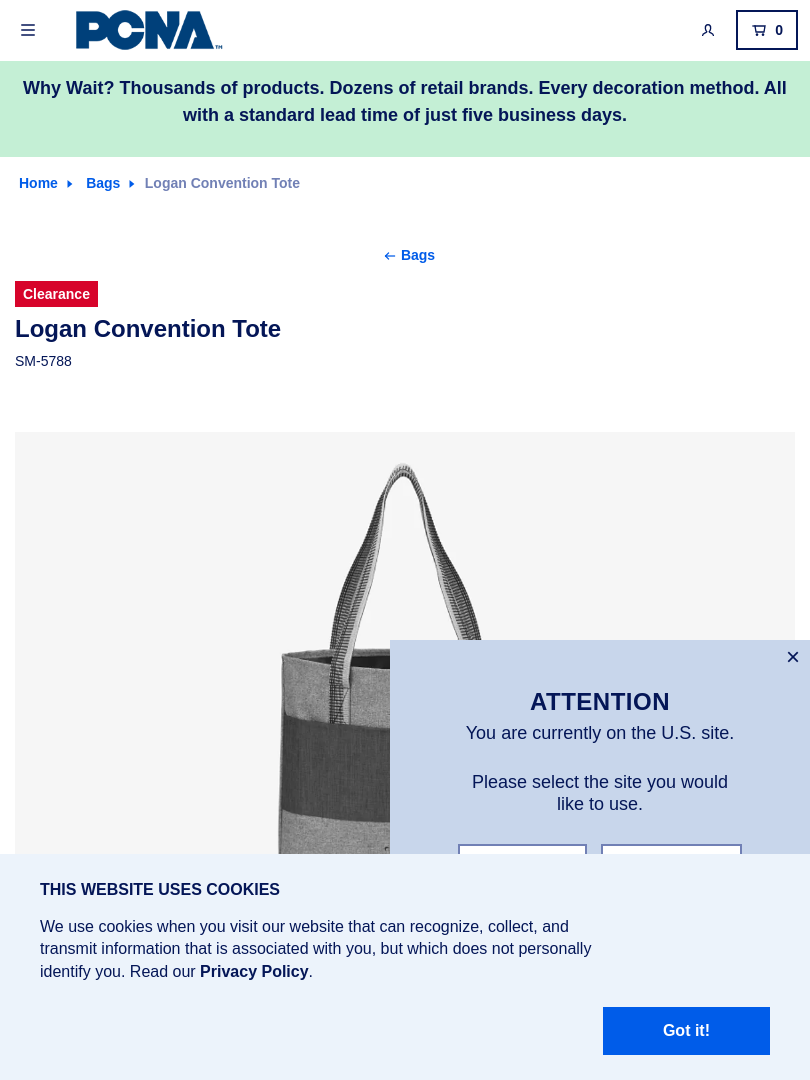 PCNA™
0
Why Wait? Thousands of products. Dozens of retail brands. Every decoration method. All
with a standard lead time of just five business days.
Home Bags Logan Convention Tote
Bags
Clearance
Logan Convention Tote
SM-5788
ATTENTION
You are currently on the U.S. site.
Please select the site you would
like to use.
THIS WEBSITE USES COOKIES
We use cookies when you visit our website that can recognize, collect, and
transmit information that is associated with you, but which does not personally
identify you. Read our Privacy Policy.
Got it!